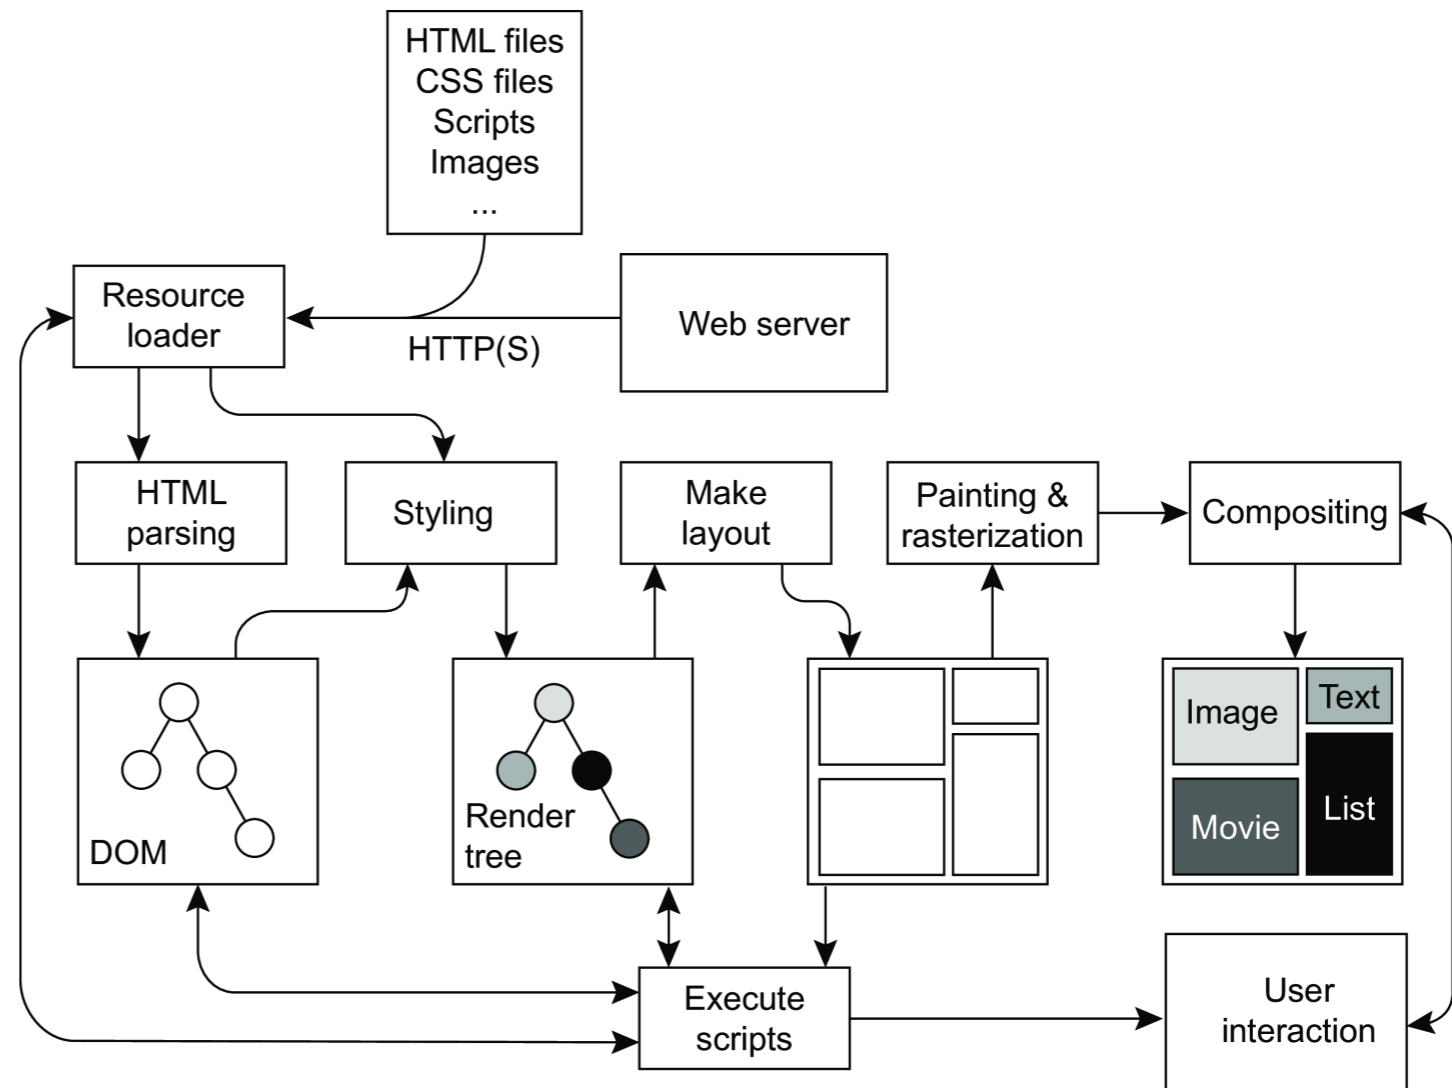 HTML files
CSS files
Scripts
Images
...
Resource
loader
HTTP(S)
Web server
HTML
parsing
Styling
Make
layout
Painting &
rasterization
Compositing
DOM
Render
tree
Image
Text
Movie
List
Execute
scripts
User
interaction